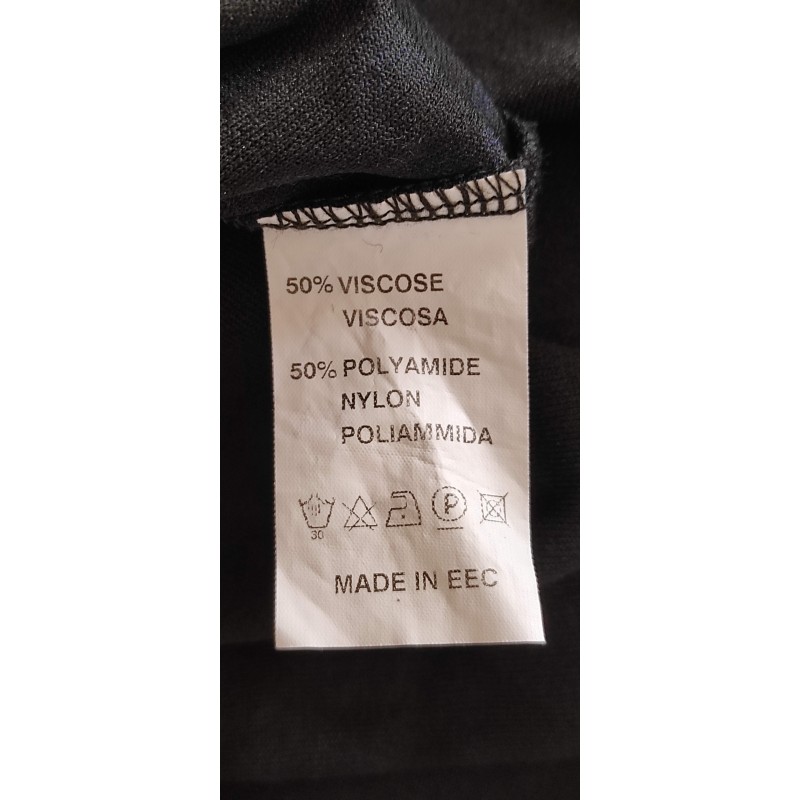 50% VISCOSE
VISCOSA
50% POLYAMIDE
NYLON
POLIAMMIDA
P
30
MADE IN EEC